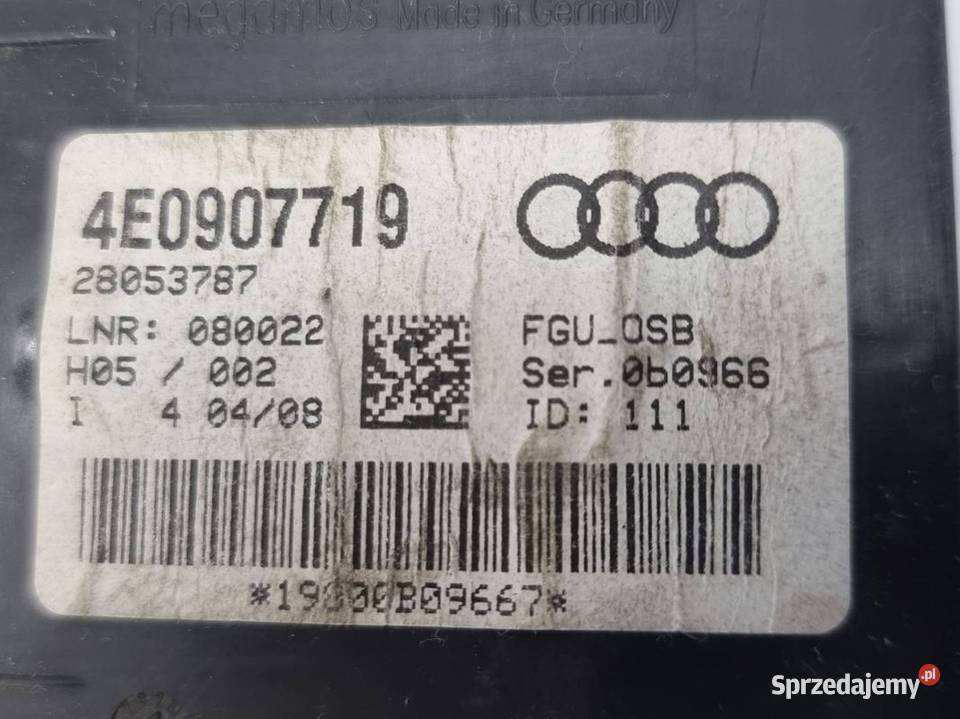 megamos Made in Germany
4E0907719
28053787
LNR: 080022
H05 / 002
I 4 04/08
FGU_OSB
Ser.0b0966
ID: 111
*19800B09667*
Sprzedajemy.pl